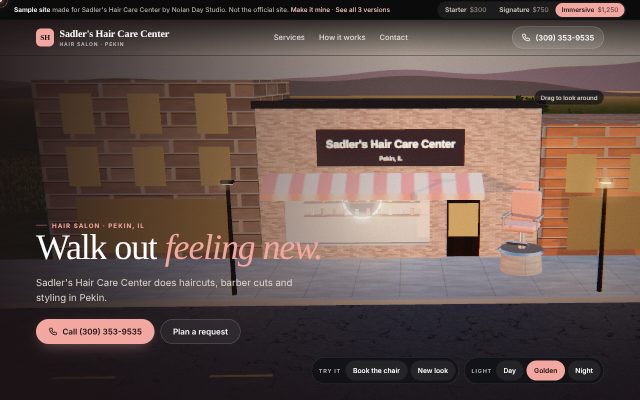 Sample site made for Sadler's Hair Care Center by Nolan Day Studio. Not the official site. Make it mine · See all 3 versions
Starter $300 Signature $750 Immersive $1,250
SH
Sadler's Hair Care Center
HAIR SALON · PEKIN
Services How it works Contact
(309) 353-9535
Drag to look around
Sadler's Hair Care Center
Pekin, IL
HAIR SALON · PEKIN, IL
Walk out feeling new.
Sadler's Hair Care Center does haircuts, barber cuts and
styling in Pekin.
Call (309) 353-9535 Plan a request
TRY IT Book the chair New look
LIGHT Day Golden Night